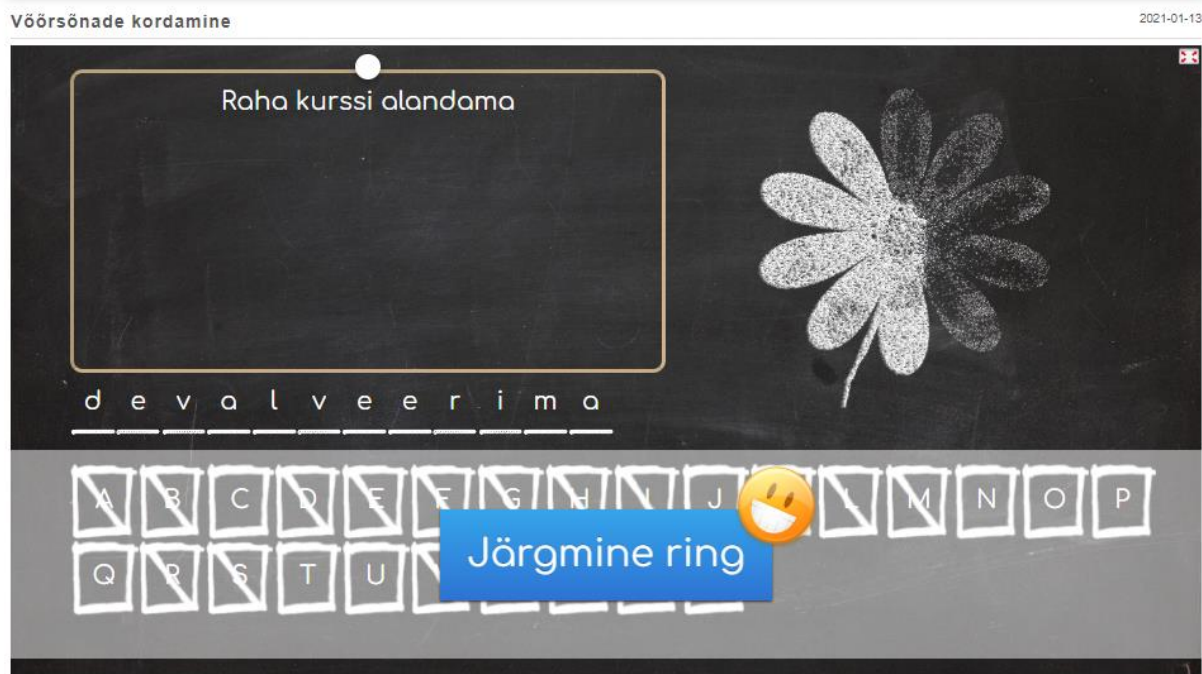 Võõrsõnade kordamine
2021-01-13
Raha kurssi alandama
d e v a l v e e r i m a
A B C D E F G H I J L M N O P
Q R S T U
Järgmine ring